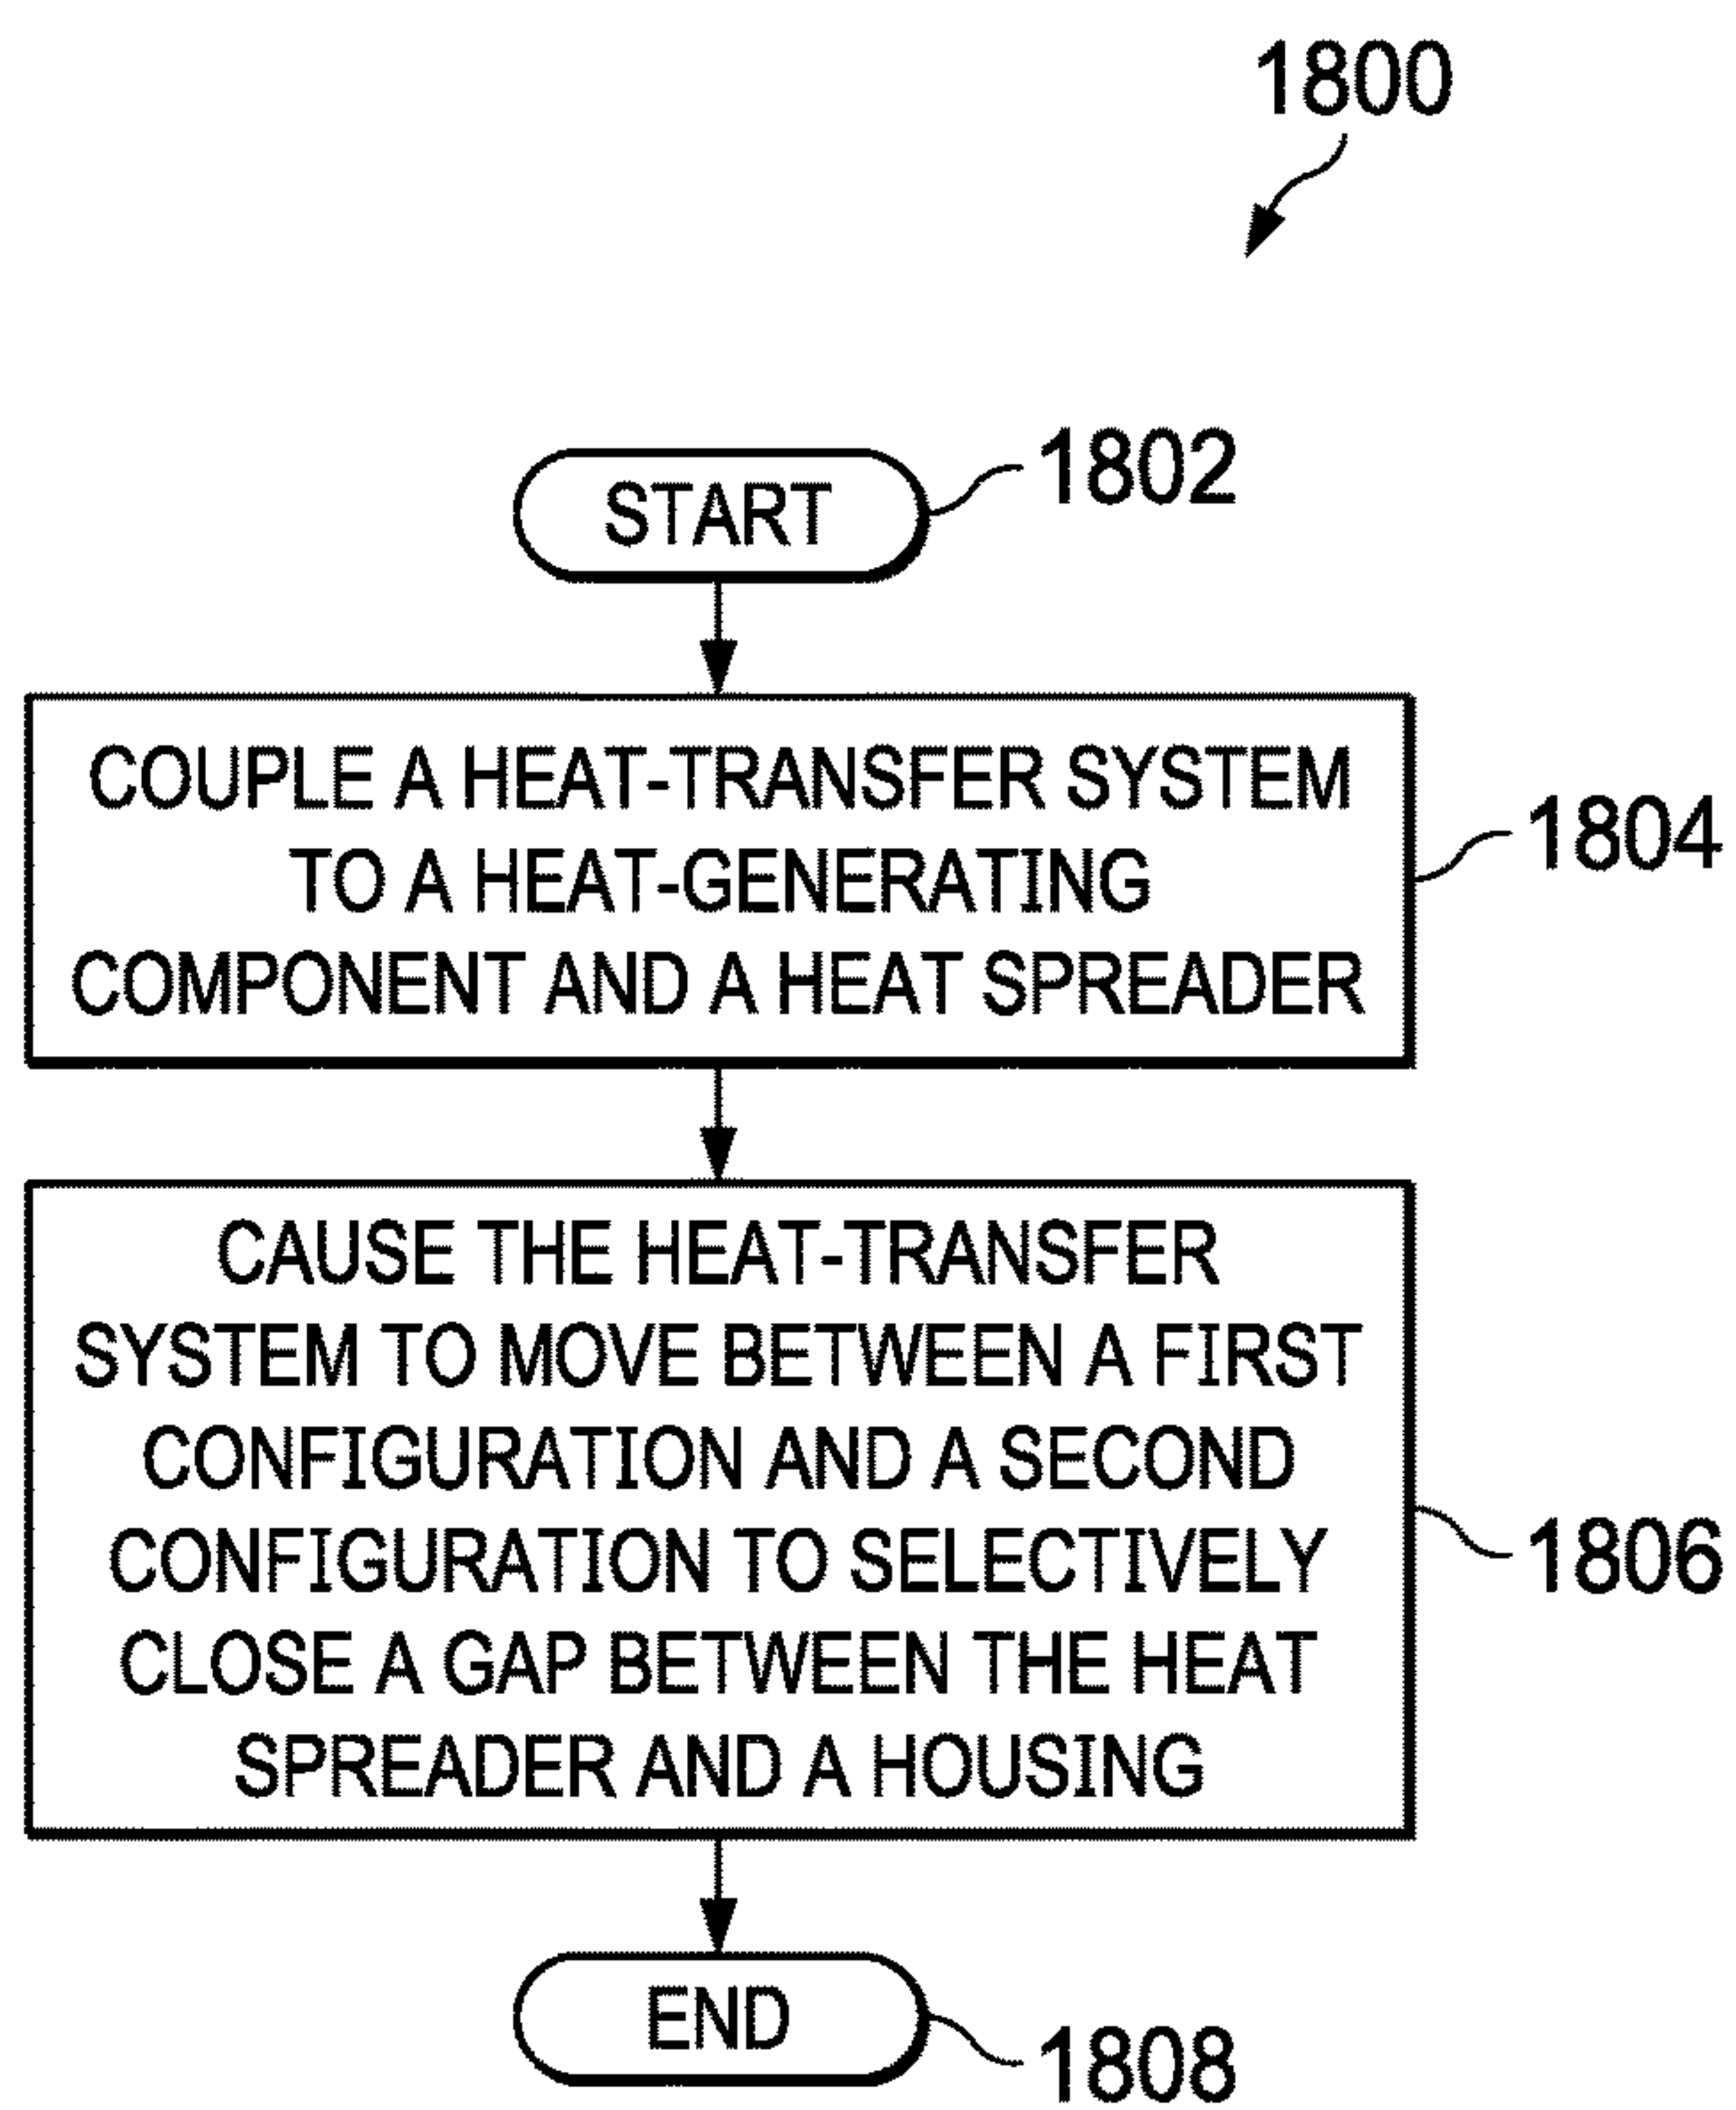 1800
START
1802
COUPLE A HEAT-TRANSFER SYSTEM
TO A HEAT-GENERATING
COMPONENT AND A HEAT SPREADER
1804
CAUSE THE HEAT-TRANSFER
SYSTEM TO MOVE BETWEEN A FIRST
CONFIGURATION AND A SECOND
CONFIGURATION TO SELECTIVELY
CLOSE A GAP BETWEEN THE HEAT
SPREADER AND A HOUSING
1806
END
1808